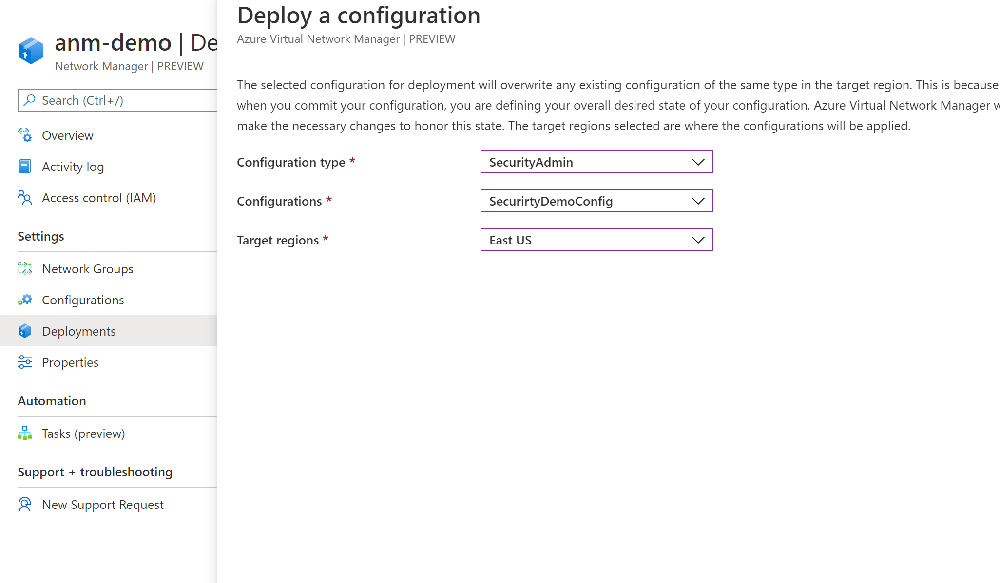 anm-demo | De
Network Manager | PREVIEW
Search (Ctrl+/)
Overview
Activity log
Access control (IAM)
Settings
Network Groups
Configurations
Deployments
Properties
Automation
Tasks (preview)
Support + troubleshooting
New Support Request
Deploy a configuration
Azure Virtual Network Manager | PREVIEW
The selected configuration for deployment will overwrite any existing configuration of the same type in the target region. This is because
when you commit your configuration, you are defining your overall desired state of your configuration. Azure Virtual Network Manager w
make the necessary changes to honor this state. The target regions selected are where the configurations will be applied.
Configuration type * SecurityAdmin
Configurations * SecurirtyDemoConfig
Target regions * East US